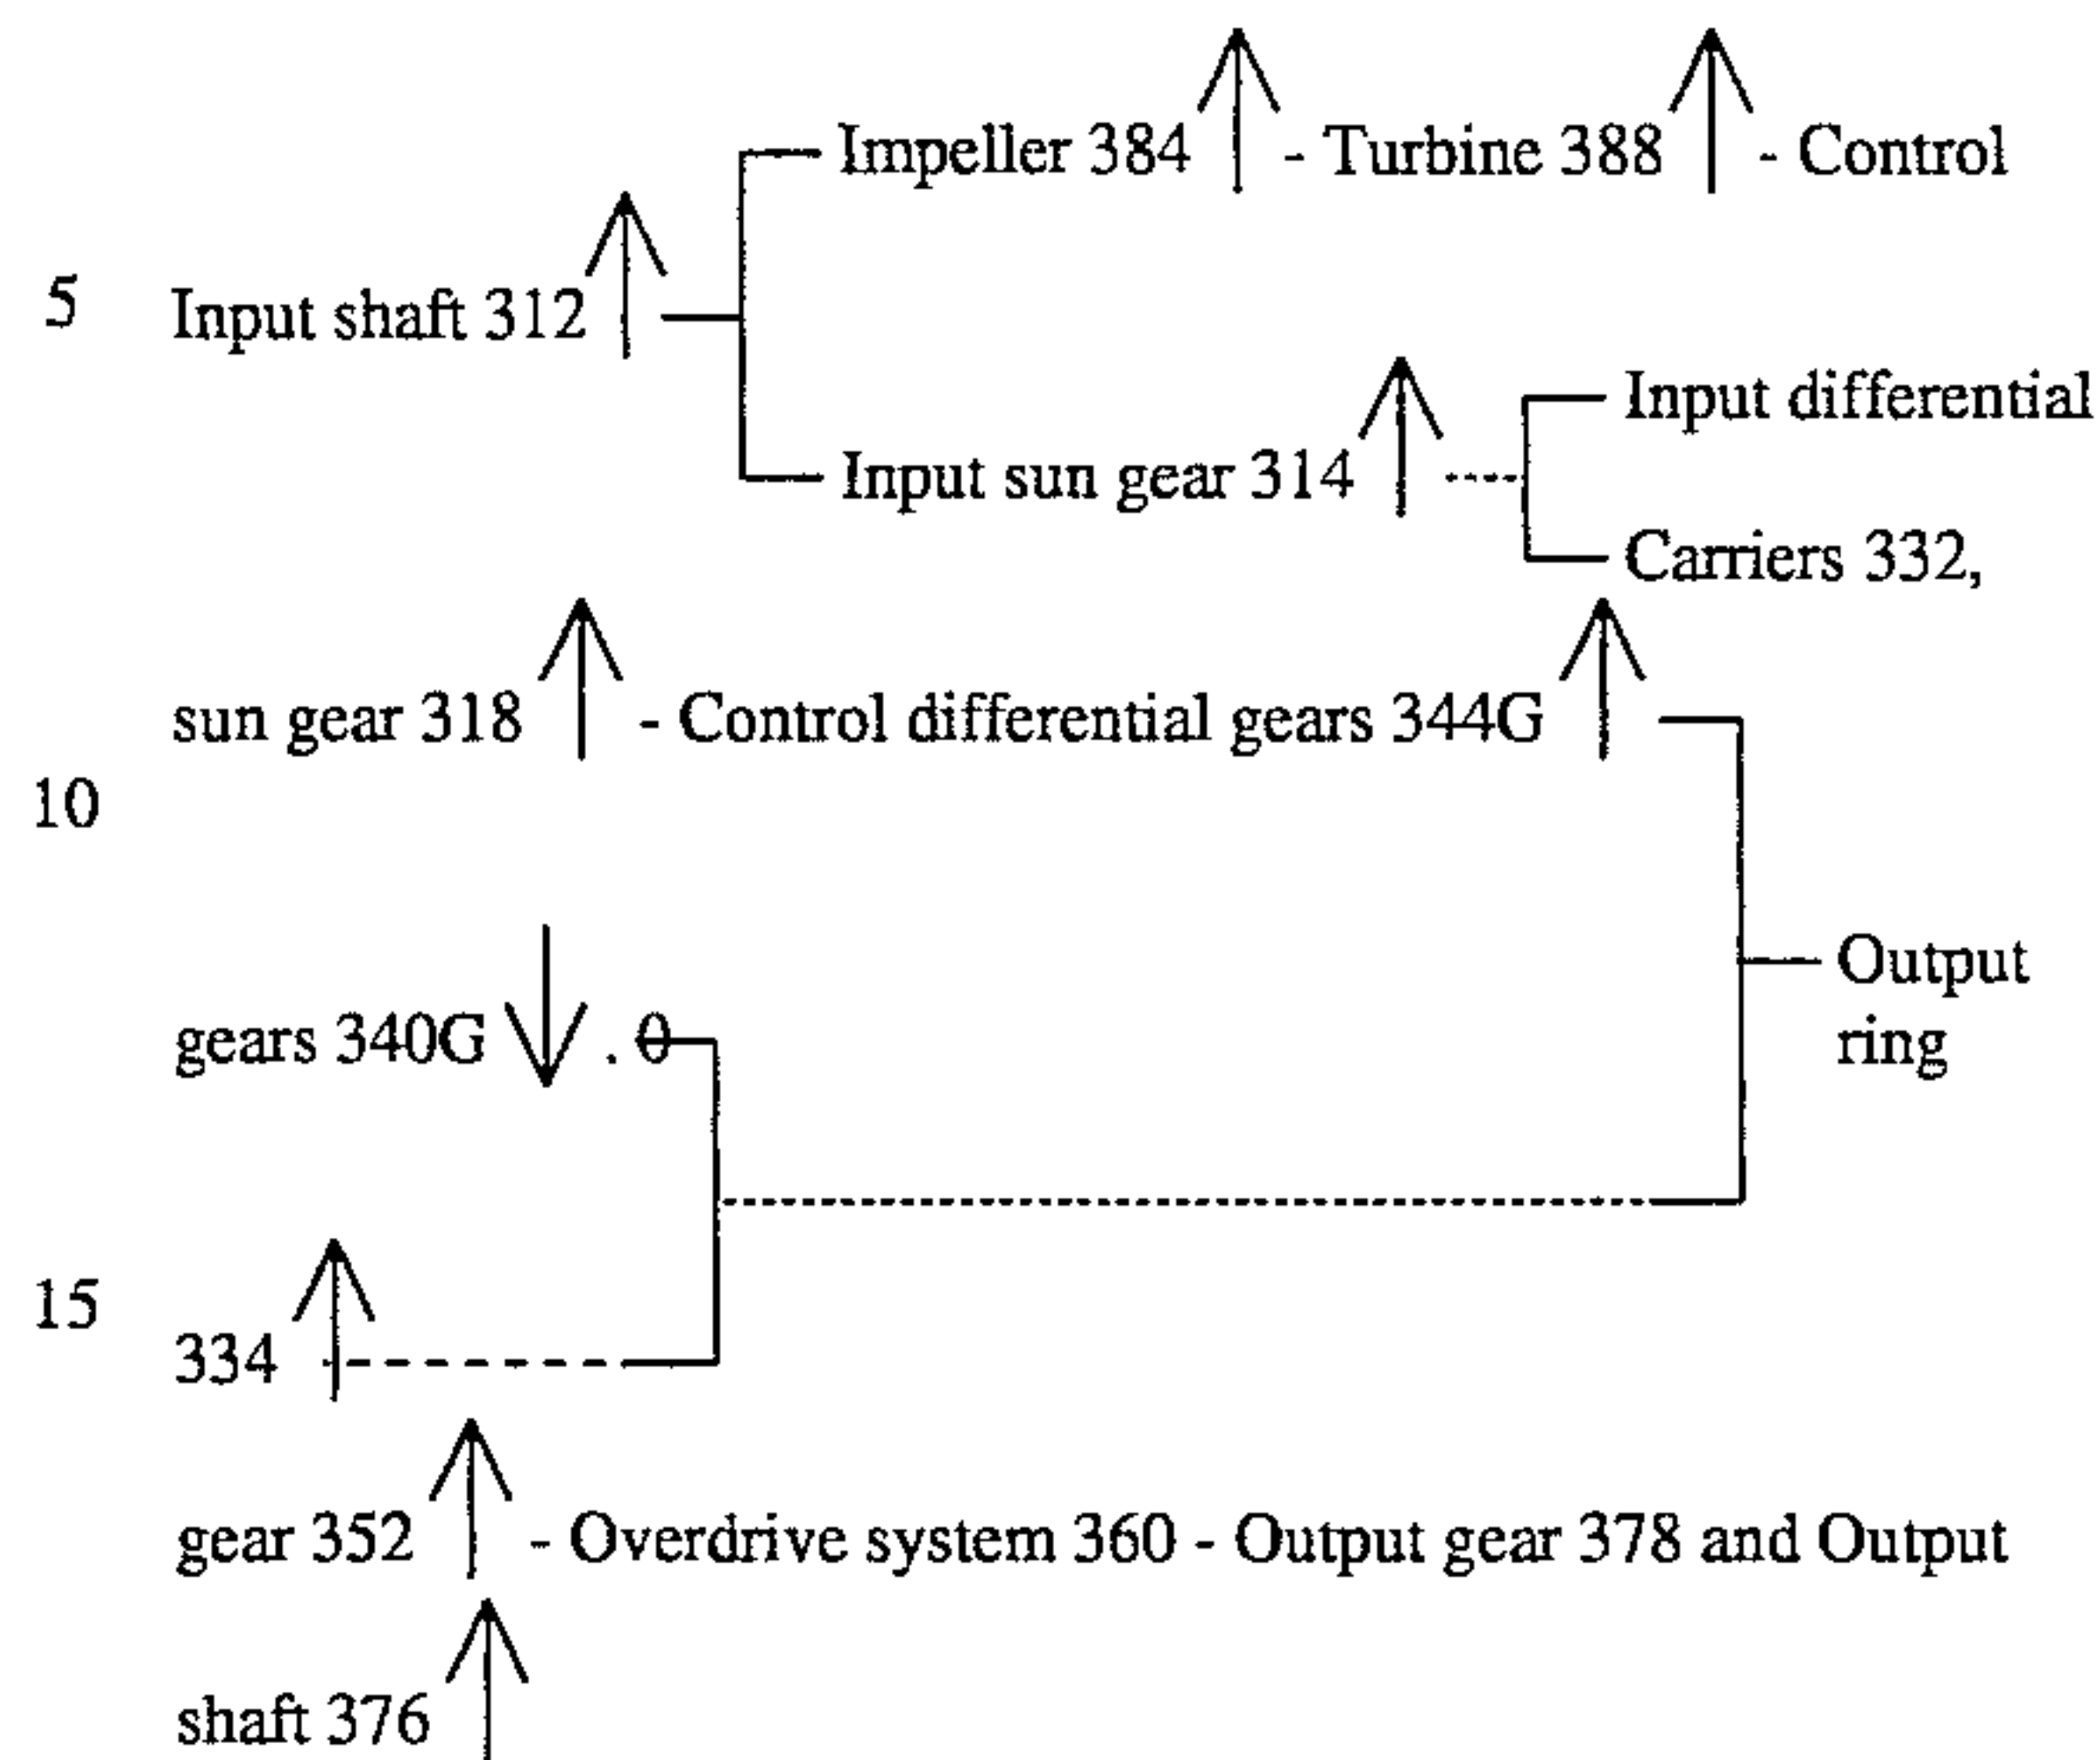 Impeller 384 ↑ - Turbine 388 ↑ - Control
5 Input shaft 312 ↑
Input differential
Input sun gear 314 ↑
Carriers 332,
sun gear 318 ↑ - Control differential gears 344G ↑
10
Output
gears 340G ↓ . 0
ring
15
334 ↑
gear 352 ↑ - Overdrive system 360 - Output gear 378 and Output
shaft 376 ↑